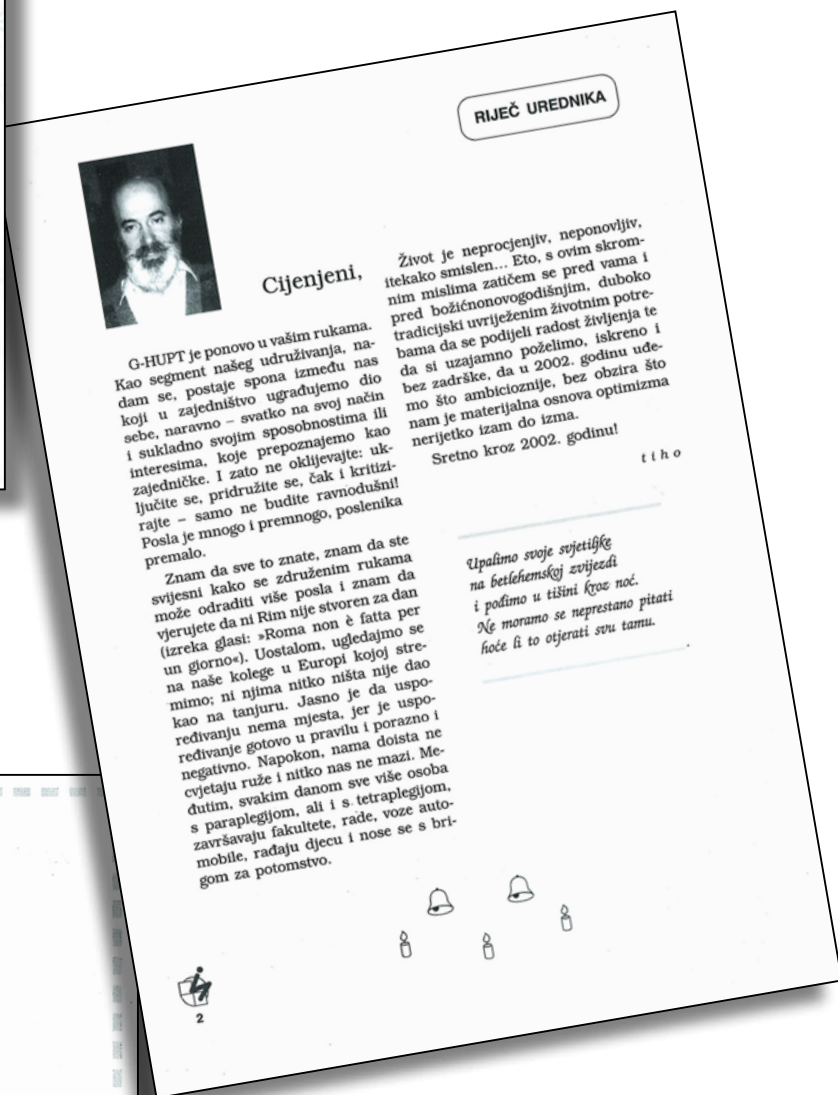 RIJEČ UREDNIKA
Cijenjeni,
G-HUPT je ponovo u vašim rukama.
Kao segment našeg udruživanja, na-
dam se, postaje spona između nas
koji u zajedništvo ugrađujemo dio
sebe, naravno – svatko na svoj način
i sukladno svojim sposobnostima ili
interesima, koje prepoznajemo kao
zajedničke. I zato ne oklijevajte: uk-
ljučite se, pridružite se, čak i kritizi-
rajte – samo ne budite ravnodušni!
Posla je mnogo i premnogo, poslenika
premalo.
Znam da sve to znate, znam da ste
svijesni kako se združenim rukama
može odraditi više posla i znam da
vjerujete da ni Rim nije stvoren za dan
(izreka glasi: »Roma non è fatta per
un giorno«). Uostalom, ugledajmo se
na naše kolege u Europi kojoj stre-
mimo; ni njima nitko ništa nije dao
kao na tanjuru. Jasno je da uspo-
ređivanju nema mjesta, jer je uspo-
ređivanje gotovo u pravilu i porazno i
negativno. Napokon, nama doista ne
cvjetaju ruže i nitko nas ne mazi. Me-
đutim, svakim danom sve više osoba
s paraplegijom, ali i s tetraplegijom,
završavaju fakultete, rade, voze auto-
mobile, rađaju djecu i nose se s bri-
gom za potomstvo.
Život je neprocjenjiv, neponovljiv,
itekako smislen... Eto, s ovim skrom-
nim mislima zatičem se pred vama i
pred božićnonovogodišnjim, duboko
tradicijski uvriježenim životnim potre-
bama da se podijeli radost življenja te
da si uzajamno poželimo, iskreno i
bez zadrške, da u 2002. godinu uđe-
mo što ambicioznije, bez obzira što
nam je materijalna osnova optimizma
nerijetko izam do izma.
Sretno kroz 2002. godinu!
tiho
Upalimo svoje svjetiljke
na betlehemskoj zvijezdi
i pođimo u tišini kroz noć.
Ne moramo se neprestano pitati
hoće li to otjerati svu tamu.
2